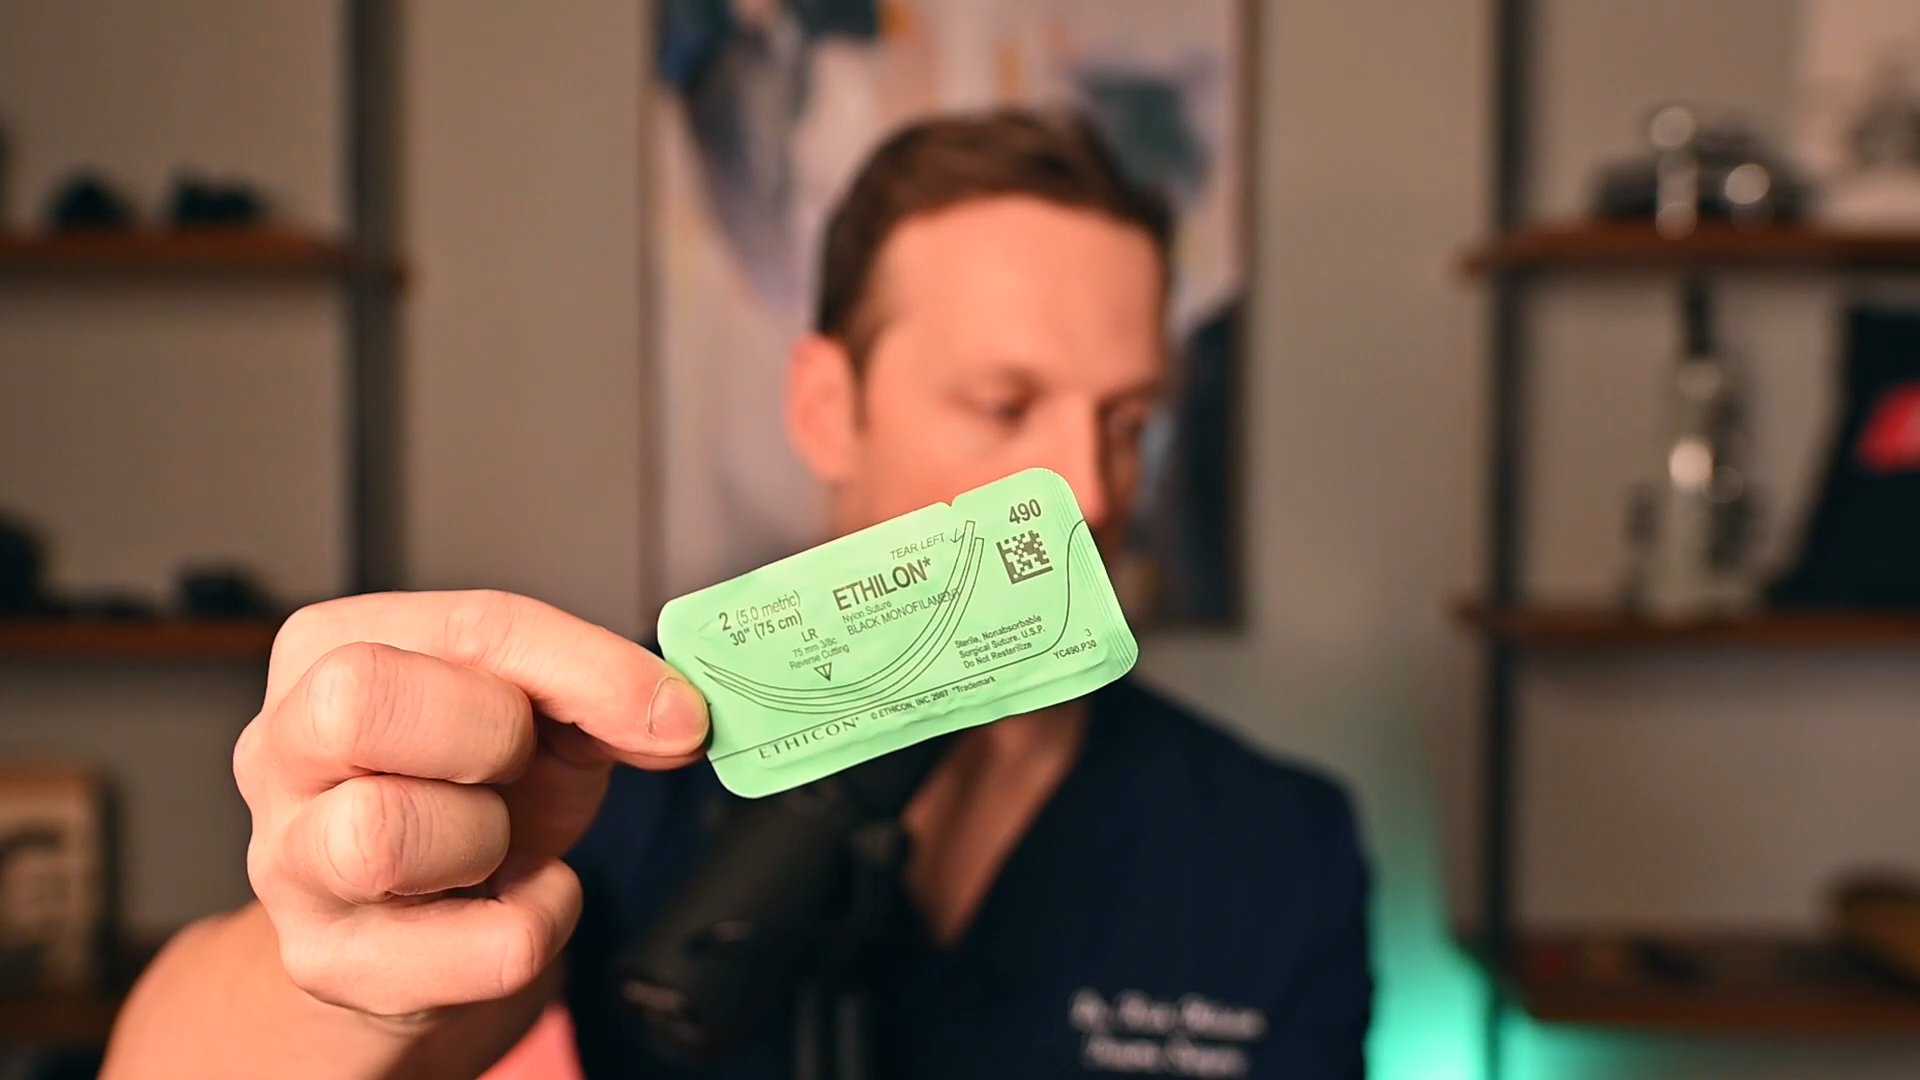 490
TEAR LEFT
ETHILON*
Nylon Suture
BLACK MONOFILAMENT
2 (5.0 metric)
30" (75 cm)
LR
75 mm 3/8c
Reverse Cutting
Sterile, Nonabsorbable
Surgical Suture, U.S.P.
Do Not Resterilize
3
YC490.P30
ETHICON* © ETHICON, INC 2007 *Trademark